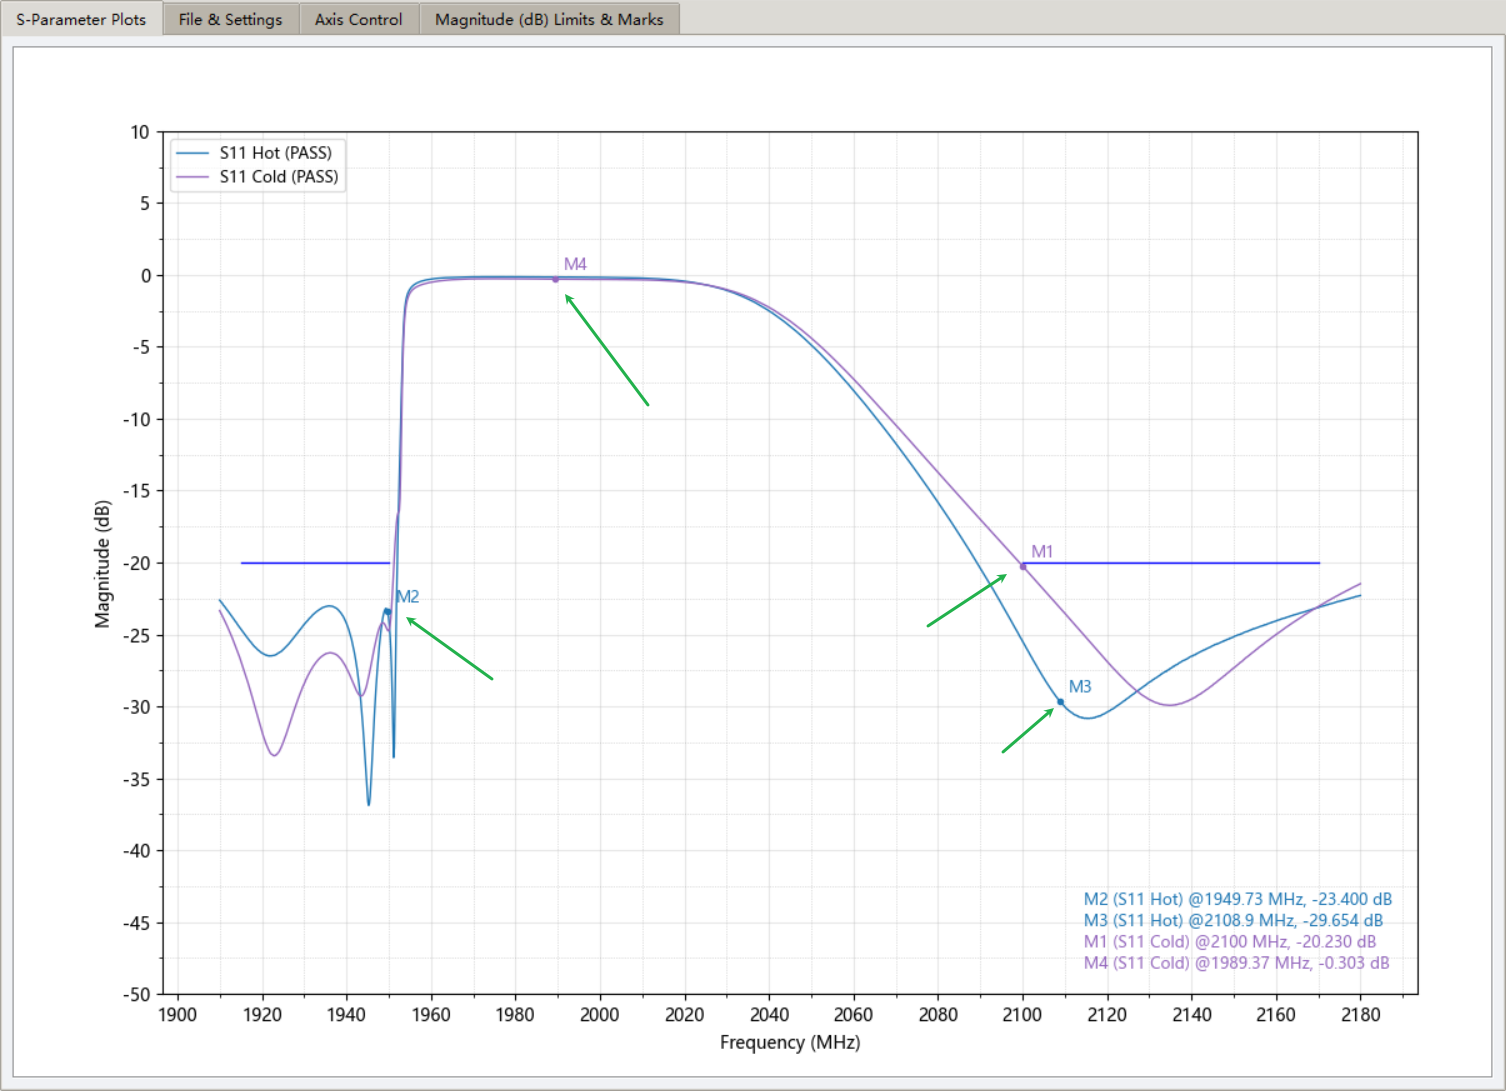 S-Parameter Plots
File & Settings
Axis Control
Magnitude (dB) Limits & Marks
S11 Hot (PASS)
S11 Cold (PASS)
10
5
0
-5
-10
-15
-20
-25
-30
-35
-40
-45
-50
Magnitude (dB)
M4
M1
M2
M3
M2 (S11 Hot) @1949.73 MHz, -23.400 dB
M3 (S11 Hot) @2108.9 MHz, -29.654 dB
M1 (S11 Cold) @2100 MHz, -20.230 dB
M4 (S11 Cold) @1989.37 MHz, -0.303 dB
1900 1920 1940 1960 1980 2000 2020 2040 2060 2080 2100 2120 2140 2160 2180
Frequency (MHz)